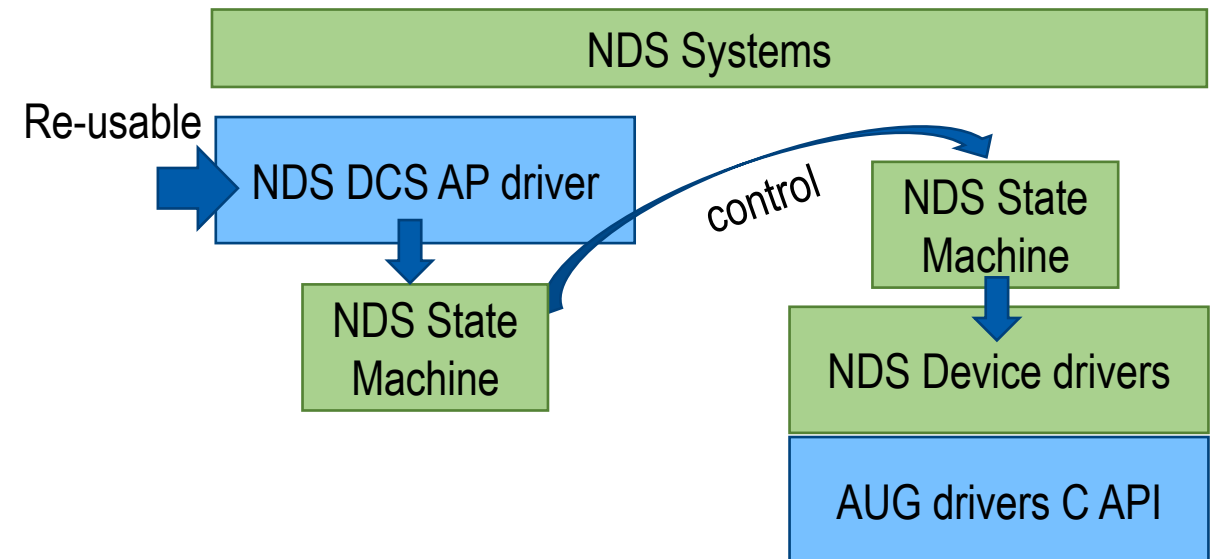 NDS Systems
Re-usable
NDS DCS AP driver
control
NDS State
Machine
NDS State
Machine
NDS Device drivers
AUG drivers C API